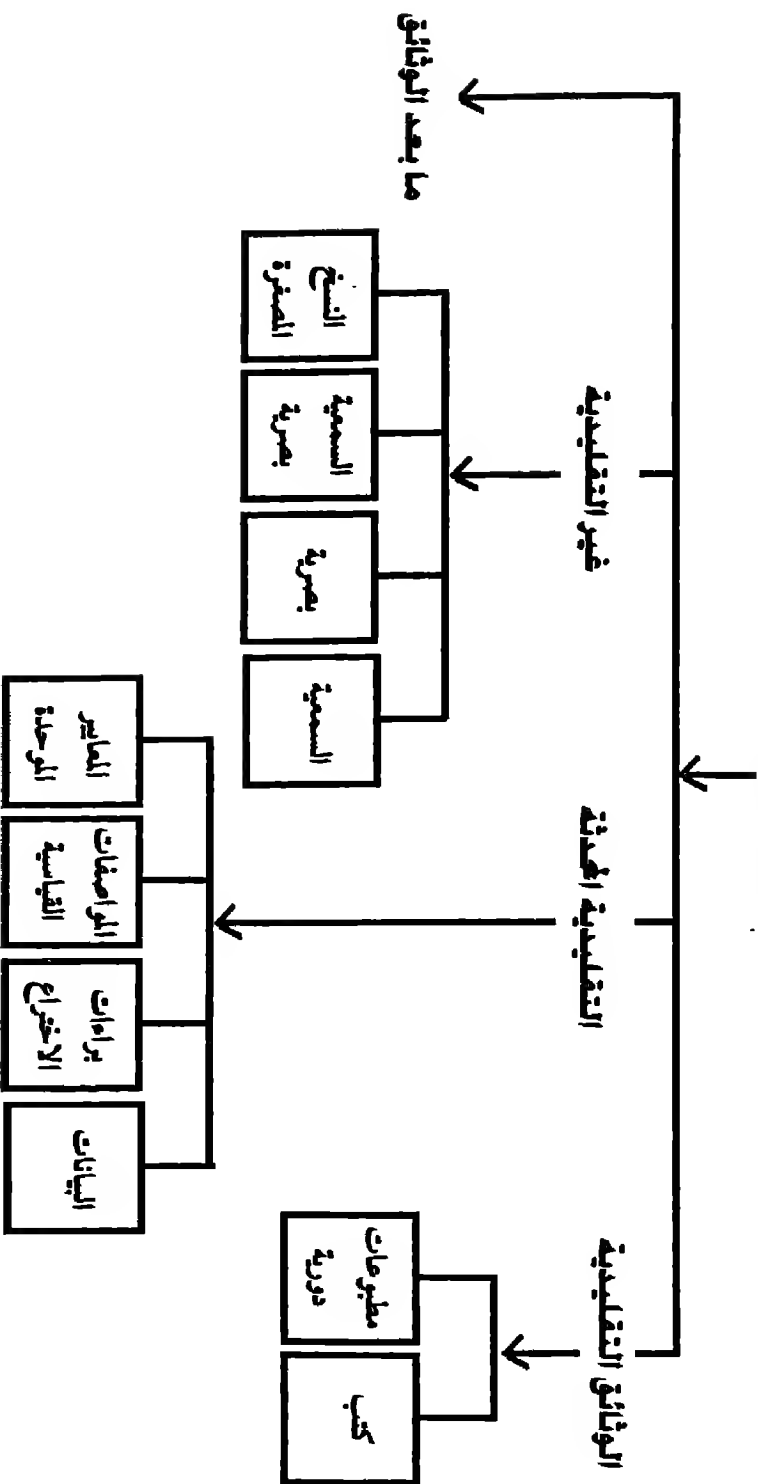 الوثائق التقليدية
التقليدية المحدثة
غير التقليدية
ما بعد الوثائق
كتب
مطبوعات
دورية
السمعية
بصرية
السمعية
بصرية
النسخ
المصغرة
البيانات
براءات
الاختراع
المواصفات
القياسية
المعايير
الموحدة